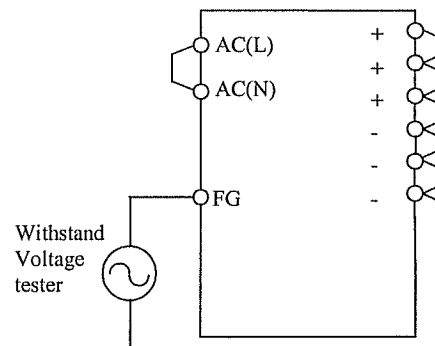 AC(L)
AC(N)
FG
+
+
+
-
-
-
Withstand
Voltage
tester